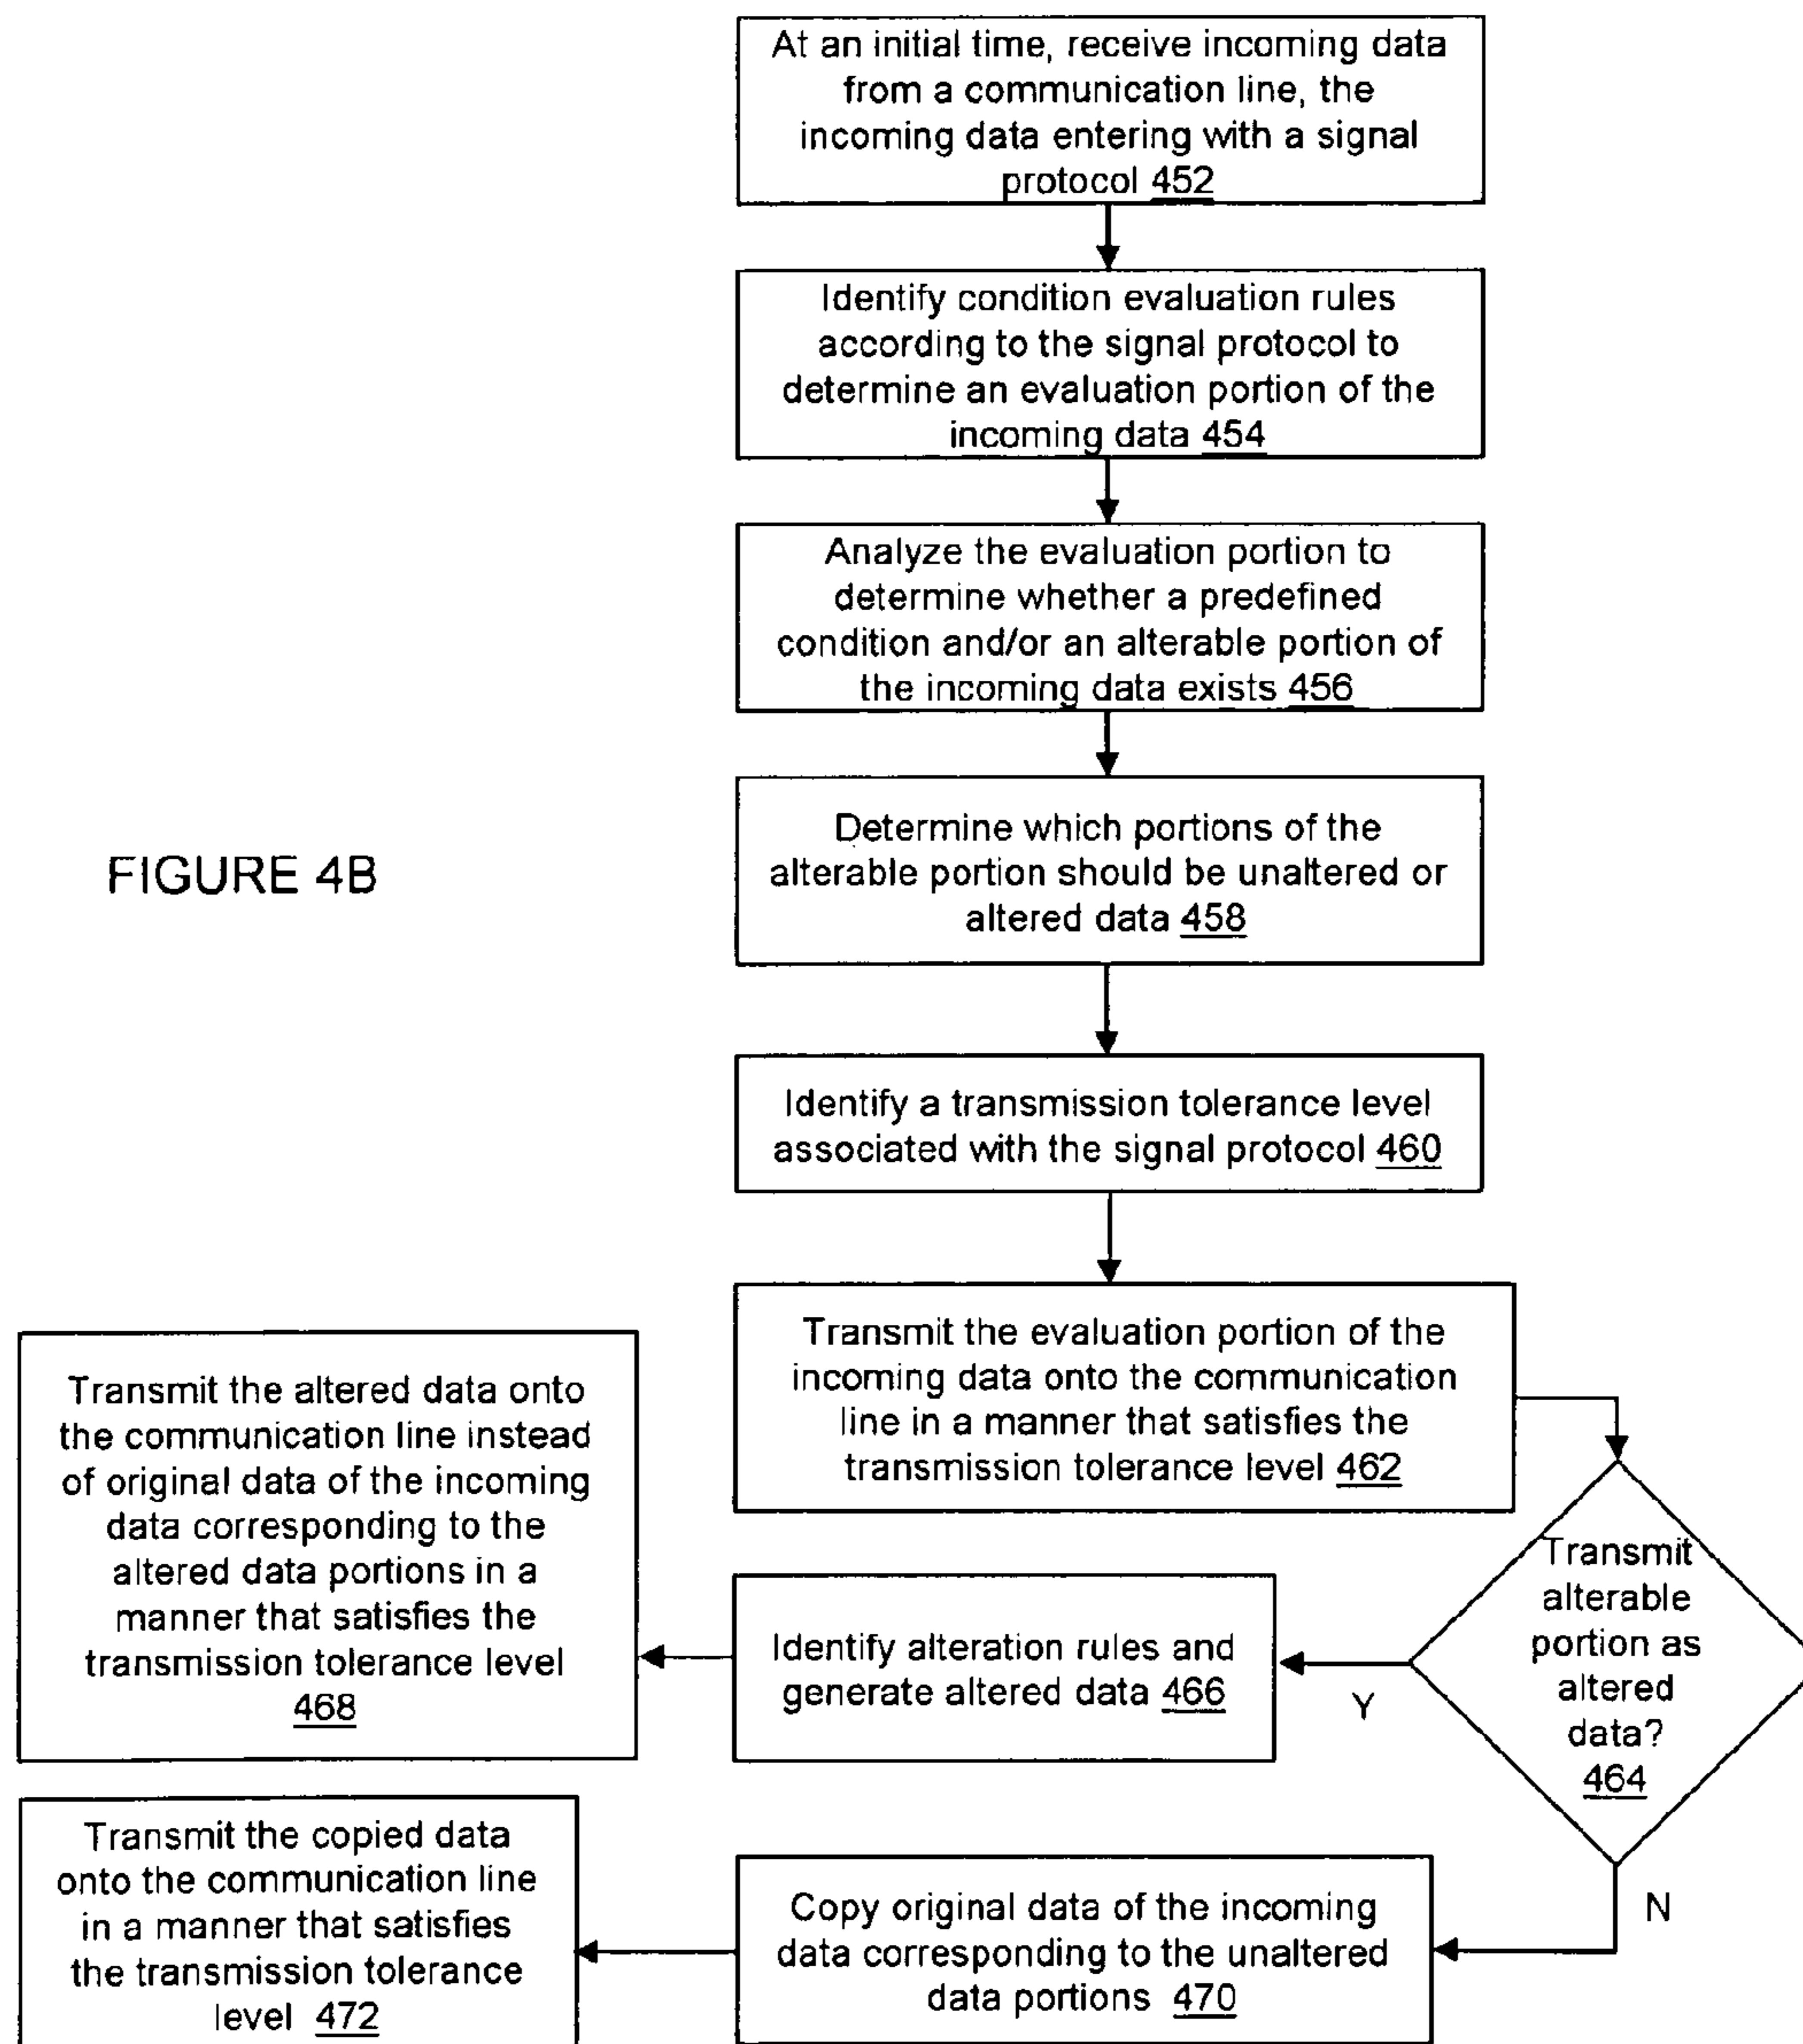 At an initial time, receive incoming data
from a communication line, the
incoming data entering with a signal
protocol 452
Identify condition evaluation rules
according to the signal protocol to
determine an evaluation portion of the
incoming data 454
Analyze the evaluation portion to
determine whether a predefined
condition and/or an alterable portion of
the incoming data exists 456
Determine which portions of the
alterable portion should be unaltered or
altered data 458
FIGURE 4B
Identify a transmission tolerance level
associated with the signal protocol 460
Transmit the evaluation portion of the
incoming data onto the communication
line in a manner that satisfies the
transmission tolerance level 462
Transmit
alterable
portion as
altered
data?
464
Y
Identify alteration rules and
generate altered data 466
Transmit the altered data onto
the communication line instead
of original data of the incoming
data corresponding to the
altered data portions in a
manner that satisfies the
transmission tolerance level
468
N
Copy original data of the incoming
data corresponding to the unaltered
data portions 470
Transmit the copied data
onto the communication line
in a manner that satisfies
the transmission tolerance
level 472